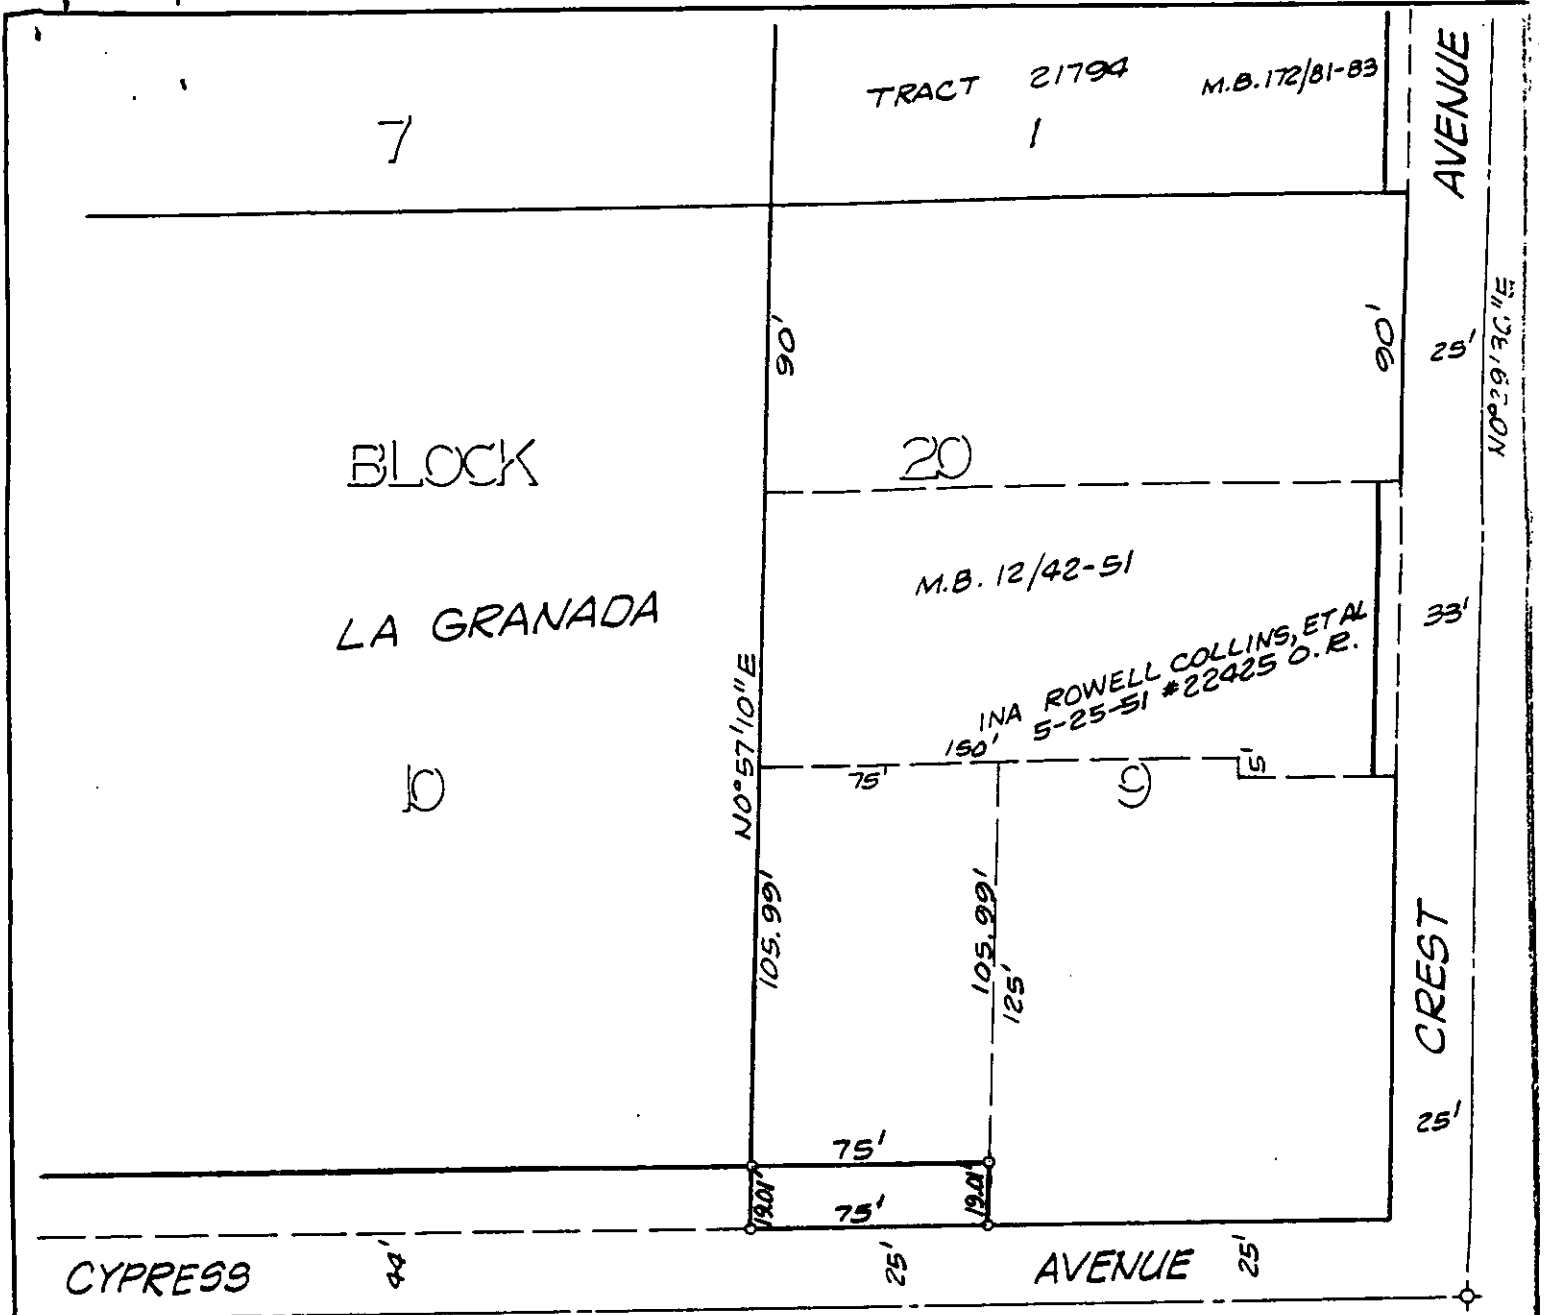 TRACT 21794 M.B. 172/81-83
7
1
AVENUE
90'
90'
25'
N0°29'36"E
BLOCK
20
M.B. 12/42-51
LA GRANADA
33'
INA ROWELL COLLINS, ET AL
5-25-51 #22425 O.R.
N0°57'10"E
150'
75'
5'
10
9
105.99'
105.99'
125'
CREST
25'
75'
19.01'
19.01'
75'
CYPRESS
44'
25'
AVENUE
25'